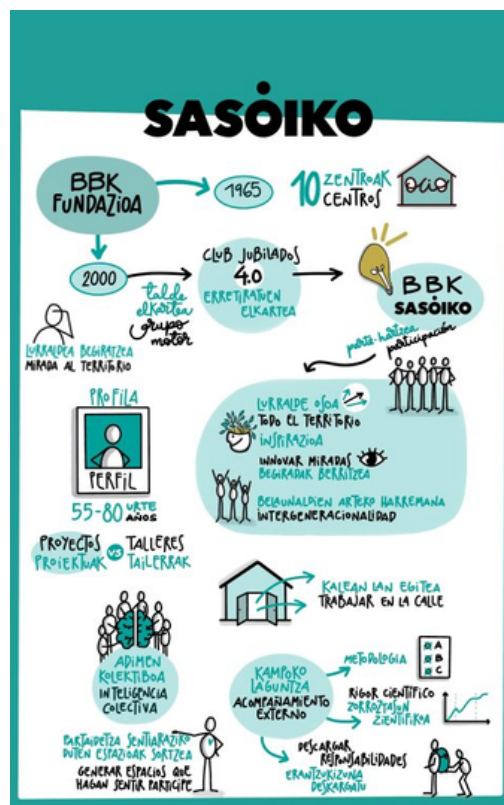 SASOIKO
BBK
FUNDAZIOA
1965
10 ZENTROAK
CENTROS
OCIO
2000
talde
elkartea
grupo
motor
CLUB JUBILADOS
4.0
ERRETIRATUEN
ELKARTEA
BBK
SASOIKO
LURRALDEA BEGIRATZEA
MIRADA AL TERRITORIO
parte-hartzea
participación
PROFILA
PERFIL
55-80 URTE
AÑOS
LURRALDE OSOA
TODO EL TERRITORIO
INSPIRAZIOA
INNOVAR MIRADAS
BEGIRADAK BERRITZEA
BELAUNALDIEN ARTEKO HARREMANA
INTERGENERACIONALIDAD
PROYECTOS VS TALLERES
PROIEKTUAK TAILERRAK
KALEAN LAN EGITEA
TRABAJAR EN LA CALLE
ADIMEN
KOLEKTIBOA
INTELIGENCIA
COLECTIVA
KANPOKO
LAGUNTZA
ACOMPAÑAMIENTO
EXTERNO
METODOLOGIA
A
B
C
RIGOR CIENTÍFICO
ZORROZTASUN
ZIENTIFIKOA
DESCARGAR
RESPONSABILIDADES
ERANTZUKIZUNA
DESKARGATU
PARTAIDETZA SENTIARAZIKO
DUTEN ESPAZIOAK SORTZEA
GENERAR ESPACIOS QUE
HAGAN SENTIR PARTÍCIPE